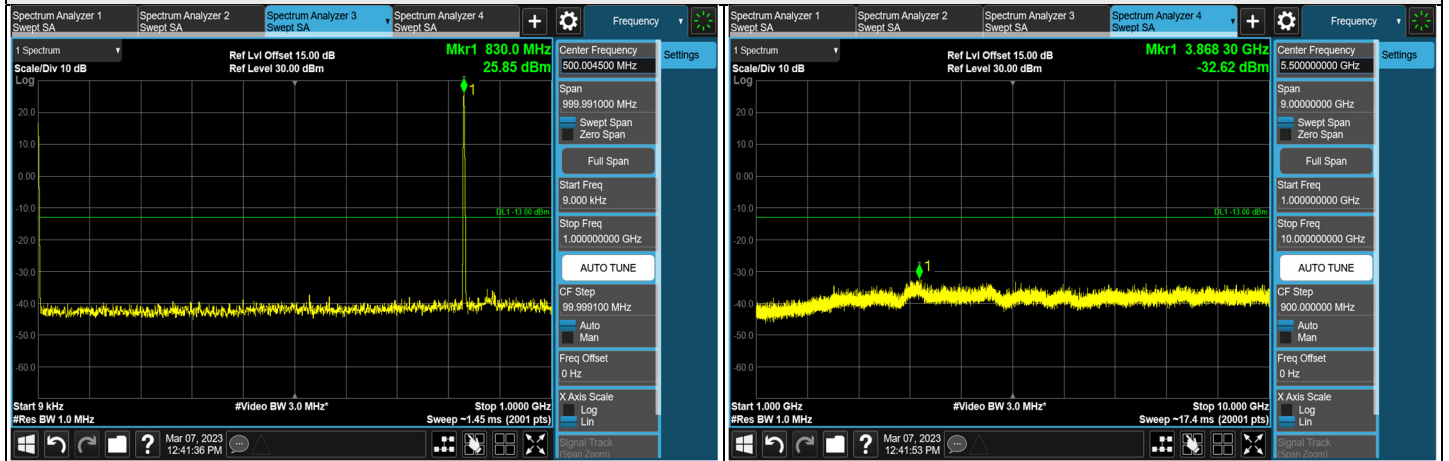 Spectrum Analyzer 1
Swept SA
Spectrum Analyzer 2
Swept SA
Spectrum Analyzer 3
Swept SA
Spectrum Analyzer 4
Swept SA
+
Frequency
1 Spectrum
Scale/Div 10 dB
Log
Ref Lvl Offset 15.00 dB
Ref Level 30.00 dBm
Mkr1 830.0 MHz
25.85 dBm
1
20.0
10.0
0.00
-10.0
-20.0
-30.0
-40.0
-50.0
-60.0
DL1 -13.00 dBm
Start 9 kHz
#Res BW 1.0 MHz
#Video BW 3.0 MHz*
Stop 1.0000 GHz
Sweep ~1.45 ms (2001 pts)
Center Frequency
500.004500 MHz
Settings
Span
999.991000 MHz
Swept Span
Zero Span
Full Span
Start Freq
9.000 kHz
Stop Freq
1.000000000 GHz
AUTO TUNE
CF Step
99.999100 MHz
Auto
Man
Freq Offset
0 Hz
X Axis Scale
Log
Lin
Signal Track
(Span Zoom)
?
Mar 07, 2023
12:41:36 PM
Spectrum Analyzer 1
Swept SA
Spectrum Analyzer 2
Swept SA
Spectrum Analyzer 3
Swept SA
Spectrum Analyzer 4
Swept SA
+
Frequency
1 Spectrum
Scale/Div 10 dB
Log
Ref Lvl Offset 15.00 dB
Ref Level 30.00 dBm
Mkr1 3.868 30 GHz
-32.62 dBm
1
20.0
10.0
0.00
-10.0
-20.0
-30.0
-40.0
-50.0
-60.0
DL1 -13.00 dBm
Start 1.000 GHz
#Res BW 1.0 MHz
#Video BW 3.0 MHz*
Stop 10.000 GHz
Sweep ~17.4 ms (20001 pts)
Center Frequency
5.500000000 GHz
Settings
Span
9.00000000 GHz
Swept Span
Zero Span
Full Span
Start Freq
1.000000000 GHz
Stop Freq
10.000000000 GHz
AUTO TUNE
CF Step
900.000000 MHz
Auto
Man
Freq Offset
0 Hz
X Axis Scale
Log
Lin
Signal Track
(Span Zoom)
?
Mar 07, 2023
12:41:53 PM